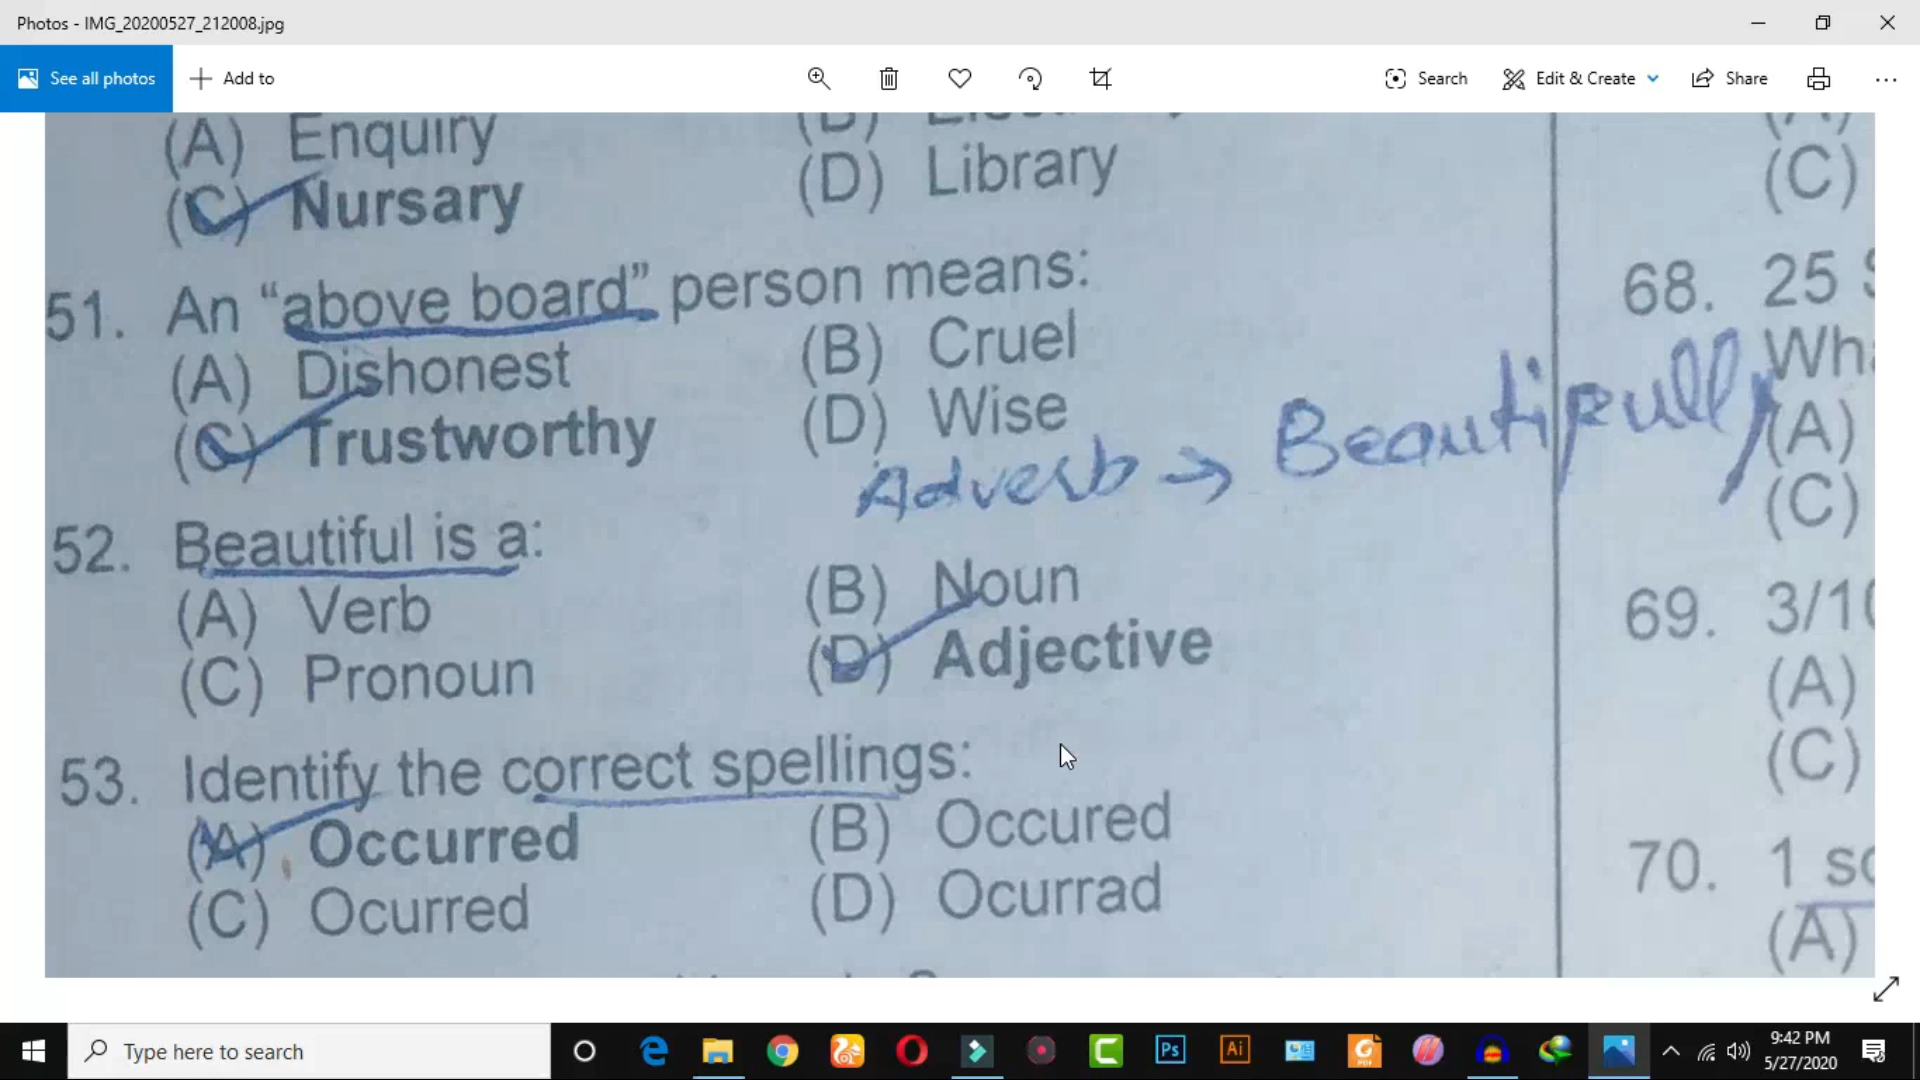 Photos - IMG_20200527_212008.jpg
See all photos
Add to
Search
Edit & Create
Share
(A) Enquiry
(C) Nursary
(D) Library
51. An “above board” person means:
(A) Dishonest
(B) Cruel
(C) Trustworthy
(D) Wise
Adverb → Beautifully
52. Beautiful is a:
(A) Verb
(B) Noun
(C) Pronoun
(D) Adjective
53. Identify the correct spellings:
(A) Occurred
(B) Occured
(C) Ocurred
(D) Ocurrad
(C)
68. 25
(A)
(C)
69. 3/10
(A)
(C)
70. 1
(A)
Type here to search
Ps
Ai
9:42 PM
5/27/2020